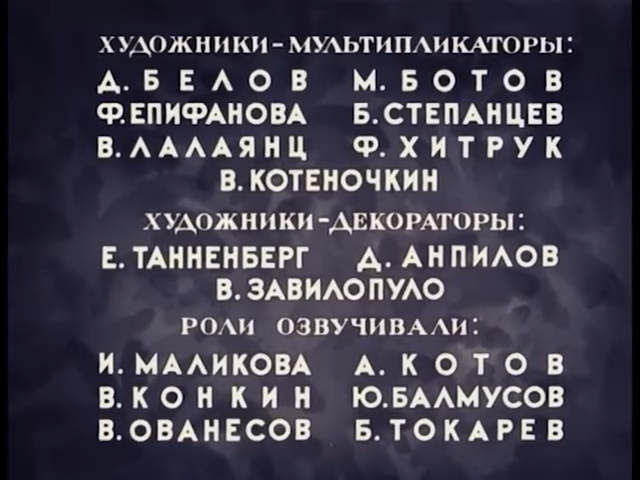 ХУДОЖНИКИ-МУЛЬТИПЛИКАТОРЫ:
Д. БЕЛОВ М. БОТОВ
Ф. ЕПИФАНОВА Б. СТЕПАНЦЕВ
В. ЛАЛАЯНЦ Ф. ХИТРУК
В. КОТЕНОЧКИН
ХУДОЖНИКИ-ДЕКОРАТОРЫ:
Е. ТАННЕНБЕРГ Д. АНПИЛОВ
В. ЗАВИЛОПУЛО
РОЛИ ОЗВУЧИВАЛИ:
И. МАЛИКОВА А. КОТОВ
В. КОНКИН Ю. БАЛМУСОВ
В. ОВАНЕСОВ Б. ТОКАРЕВ